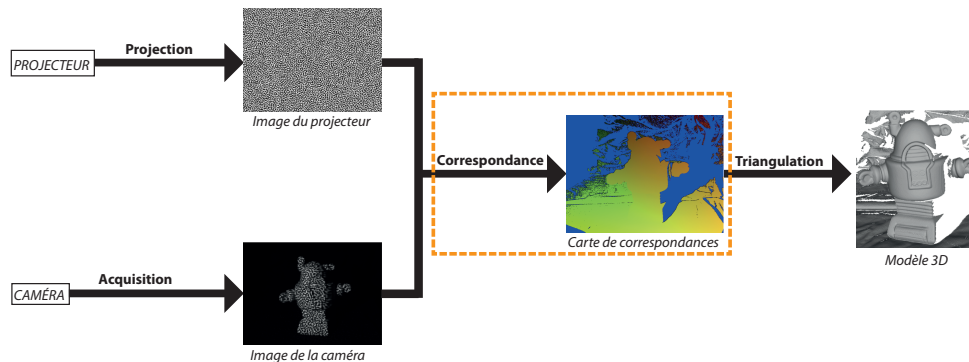 Projection
PROJECTEUR
Image du projecteur
Correspondance
Triangulation
Carte de correspondances
Modèle 3D
Acquisition
CAMÉRA
Image de la caméra